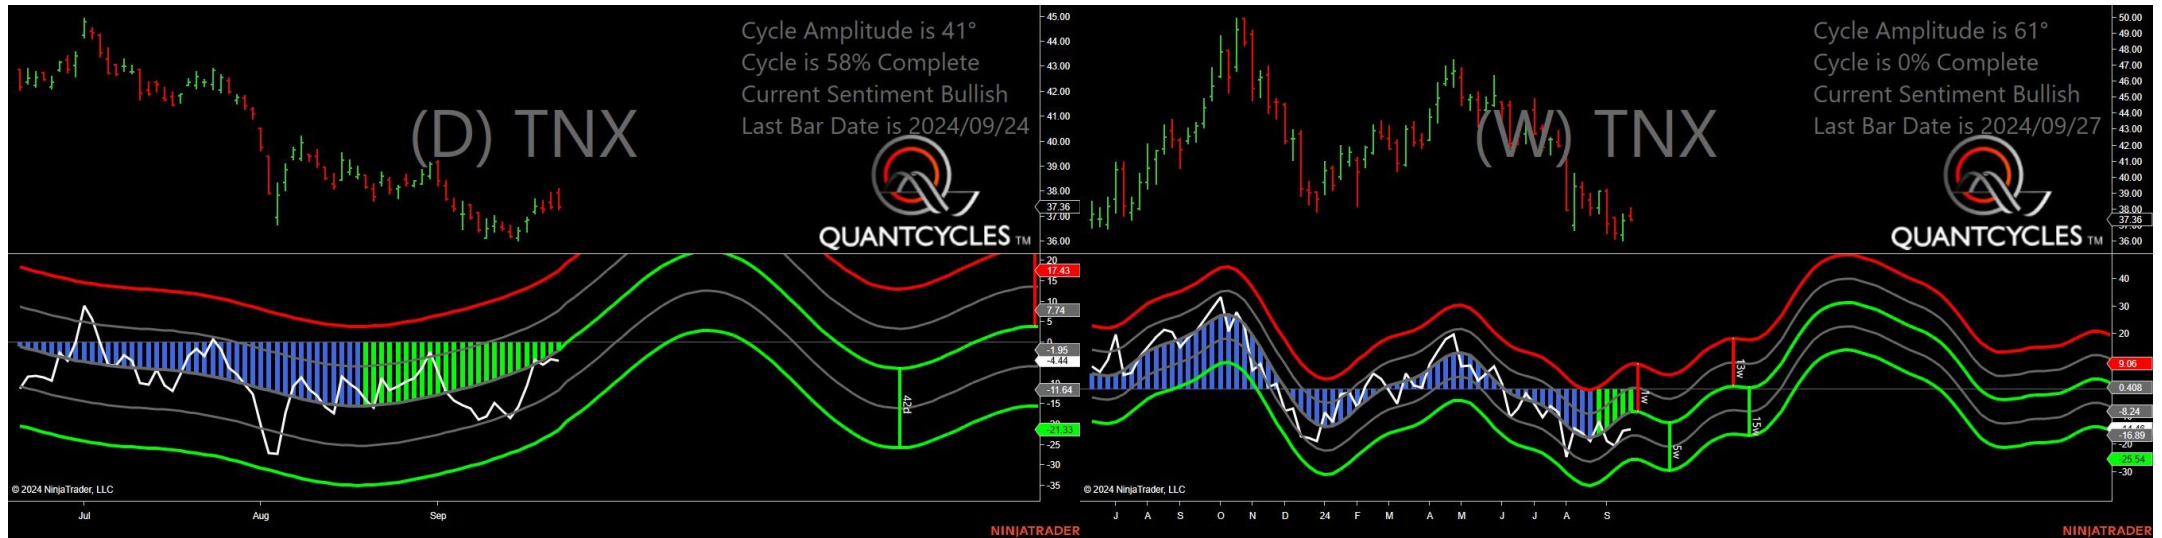 Cycle Amplitude is 41°
Cycle is 58% Complete
Current Sentiment Bullish
Last Bar Date is 2024/09/24
(D) TNX
QUANTCYCLES TM
45.00
44.00
43.00
42.00
41.00
40.00
39.00
38.00
37.36
37.00
36.00
20
17.43
15
10
7.74
5
0
-1.95
-4.44
-11.64
-15
-21.33
-25
-30
-35
42d
© 2024 NinjaTrader, LLC
Jul Aug Sep
NINJATRADER
Cycle Amplitude is 61°
Cycle is 0% Complete
Current Sentiment Bullish
Last Bar Date is 2024/09/27
(W) TNX
QUANTCYCLES TM
50.00
49.00
48.00
47.00
46.00
45.00
44.00
43.00
42.00
41.00
40.00
39.00
38.00
37.36
36.00
40
30
20
9.06
0.408
-8.24
-16.89
-20
-25.54
-30
13w
5w
15w
© 2024 NinjaTrader, LLC
J A S O N D 24 F M A M J J A S
NINJATRADER